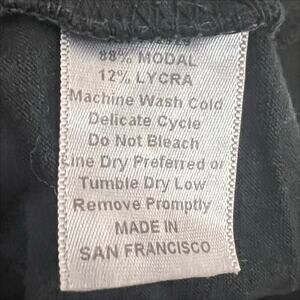 88% MODAL
12% LYCRA
Machine Wash Cold
Delicate Cycle
Do Not Bleach
Line Dry Preferred or
Tumble Dry Low
Remove Promptly
MADE IN
SAN FRANCISCO